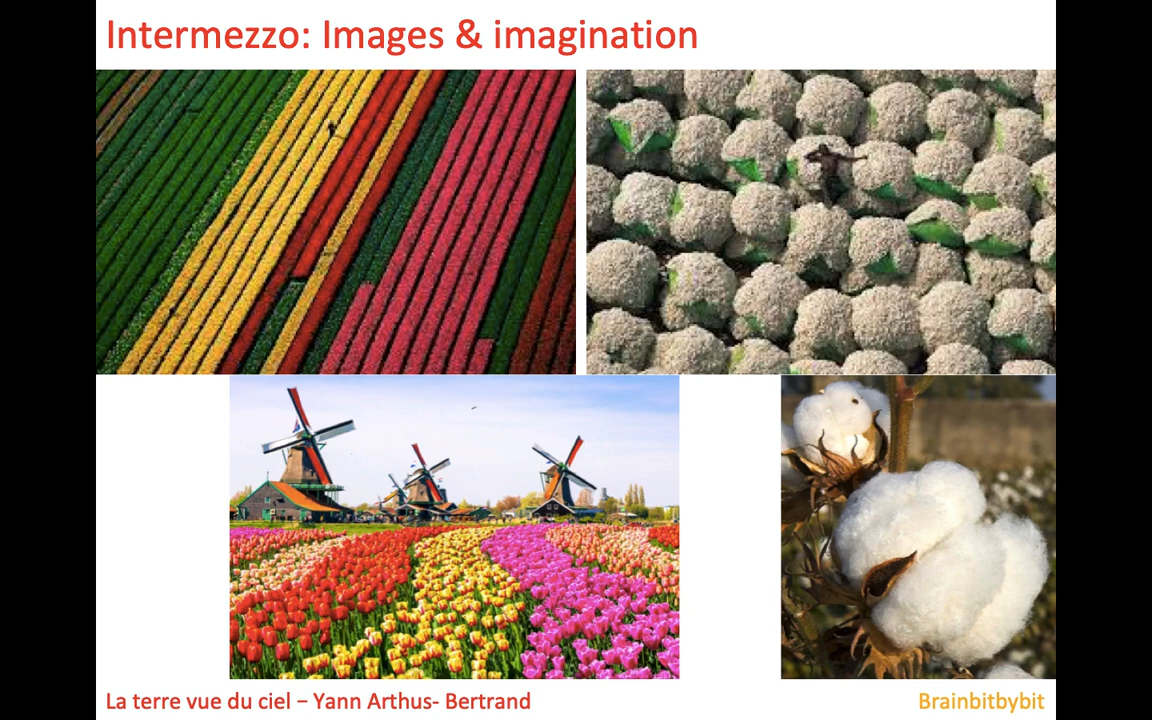 Intermezzo: Images & imagination
La terre vue du ciel – Yann Arthus- Bertrand
Brainbitbybit